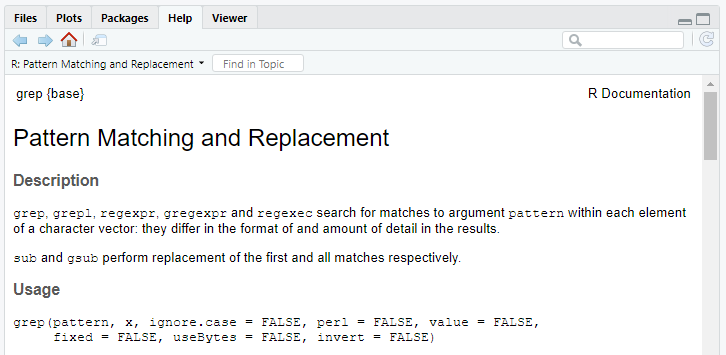 Files Plots Packages Help Viewer
R: Pattern Matching and Replacement Find in Topic
grep {base} R Documentation
Pattern Matching and Replacement
Description
grep, grepl, regexpr, gregexpr and regexec search for matches to argument pattern within each element
of a character vector: they differ in the format of and amount of detail in the results.
sub and gsub perform replacement of the first and all matches respectively.
Usage
grep(pattern, x, ignore.case = FALSE, perl = FALSE, value = FALSE,
fixed = FALSE, useBytes = FALSE, invert = FALSE)